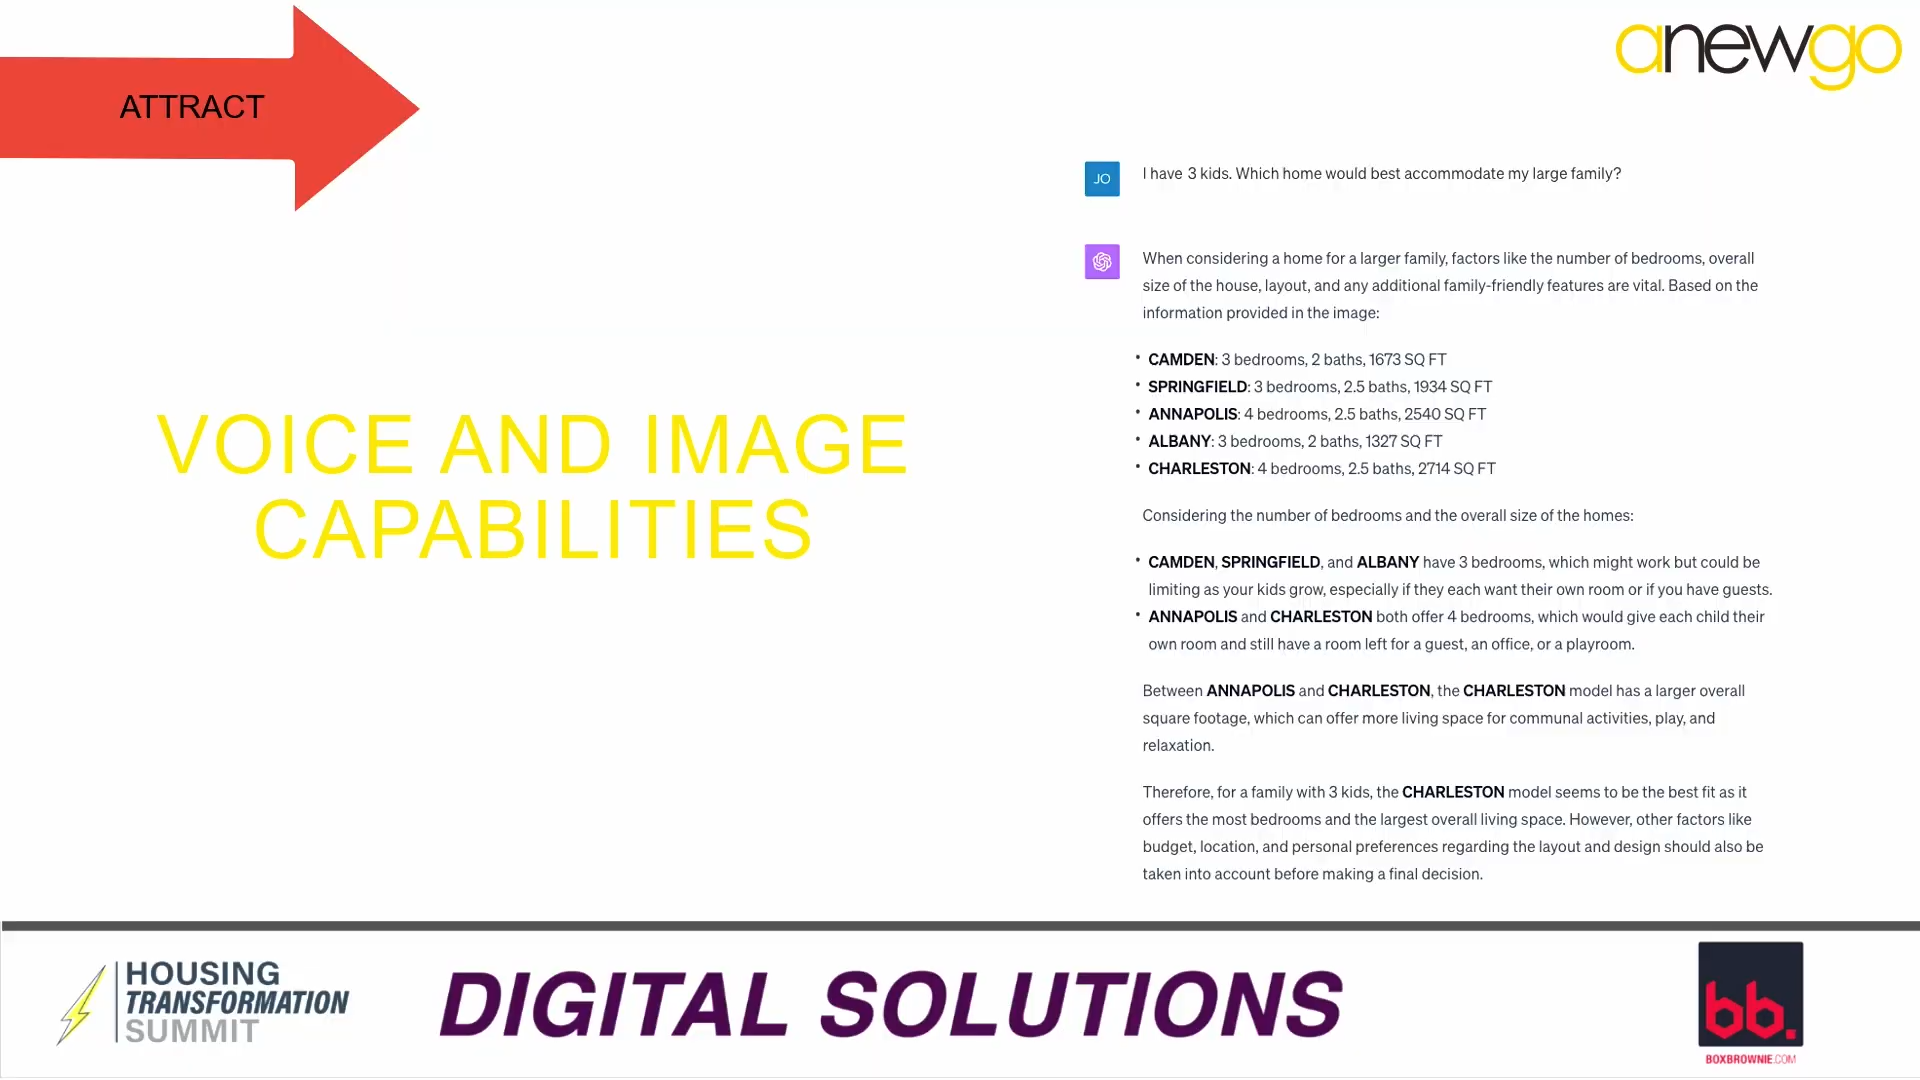 ATTRACT
anewgo
JO
I have 3 kids. Which home would best accommodate my large family?
When considering a home for a larger family, factors like the number of bedrooms, overall
size of the house, layout, and any additional family-friendly features are vital. Based on the
information provided in the image:
• CAMDEN: 3 bedrooms, 2 baths, 1673 SQ FT
• SPRINGFIELD: 3 bedrooms, 2.5 baths, 1934 SQ FT
• ANNAPOLIS: 4 bedrooms, 2.5 baths, 2540 SQ FT
• ALBANY: 3 bedrooms, 2 baths, 1327 SQ FT
• CHARLESTON: 4 bedrooms, 2.5 baths, 2714 SQ FT
Considering the number of bedrooms and the overall size of the homes:
• CAMDEN, SPRINGFIELD, and ALBANY have 3 bedrooms, which might work but could be
limiting as your kids grow, especially if they each want their own room or if you have guests.
• ANNAPOLIS and CHARLESTON both offer 4 bedrooms, which would give each child their
own room and still have a room left for a guest, an office, or a playroom.
Between ANNAPOLIS and CHARLESTON, the CHARLESTON model has a larger overall
square footage, which can offer more living space for communal activities, play, and
relaxation.
Therefore, for a family with 3 kids, the CHARLESTON model seems to be the best fit as it
offers the most bedrooms and the largest overall living space. However, other factors like
budget, location, and personal preferences regarding the layout and design should also be
taken into account before making a final decision.
VOICE AND IMAGE
CAPABILITIES
HOUSING
TRANSFORMATION
SUMMIT
DIGITAL SOLUTIONS
bb.
BOXBROWNIE.COM